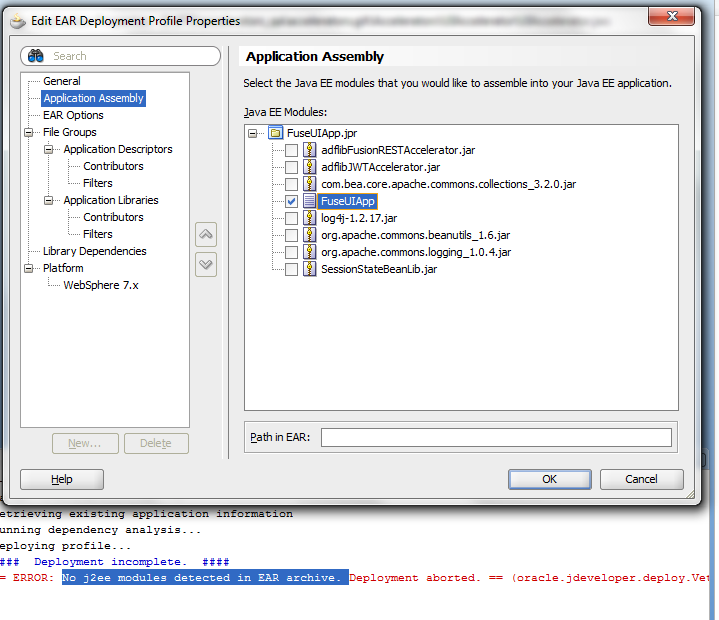 Edit EAR Deployment Profile Properties
Search
General
Application Assembly
EAR Options
File Groups
Application Descriptors
Contributors
Filters
Application Libraries
Contributors
Filters
Library Dependencies
Platform
WebSphere 7.x
New...
Delete
Application Assembly
Select the Java EE modules that you would like to assemble into your Java EE application.
Java EE Modules:
FuseUIApp.jpr
adflibFusionRESTAccelerator.jar
adflibJWTAccelerator.jar
com.bea.core.apache.commons.collections_3.2.0.jar
FuseUIApp
log4j-1.2.17.jar
org.apache.commons.beanutils_1.6.jar
org.apache.commons.logging_1.0.4.jar
SessionStateBeanLib.jar
Path in EAR:
Help
OK
Cancel
etrieving existing application information
unning dependency analysis...
eploying profile...
### Deployment incomplete. ####
= ERROR: No j2ee modules detected in EAR archive. Deployment aborted. == (oracle.jdeveloper.deploy.Vet